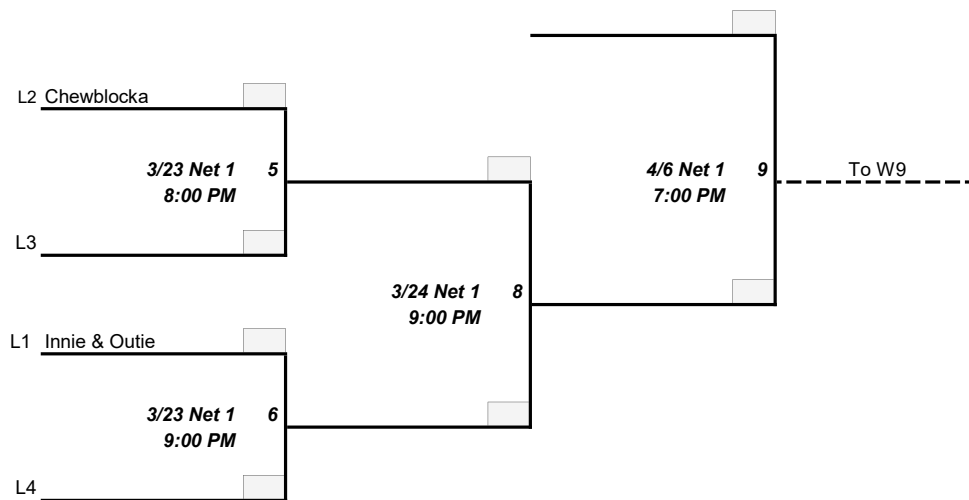 L2 Chewblocka
3/23 Net 1 5
8:00 PM
4/6 Net 1 9
7:00 PM
To W9
L3
3/24 Net 1 8
9:00 PM
L1 Innie & Outie
3/23 Net 1 6
9:00 PM
L4